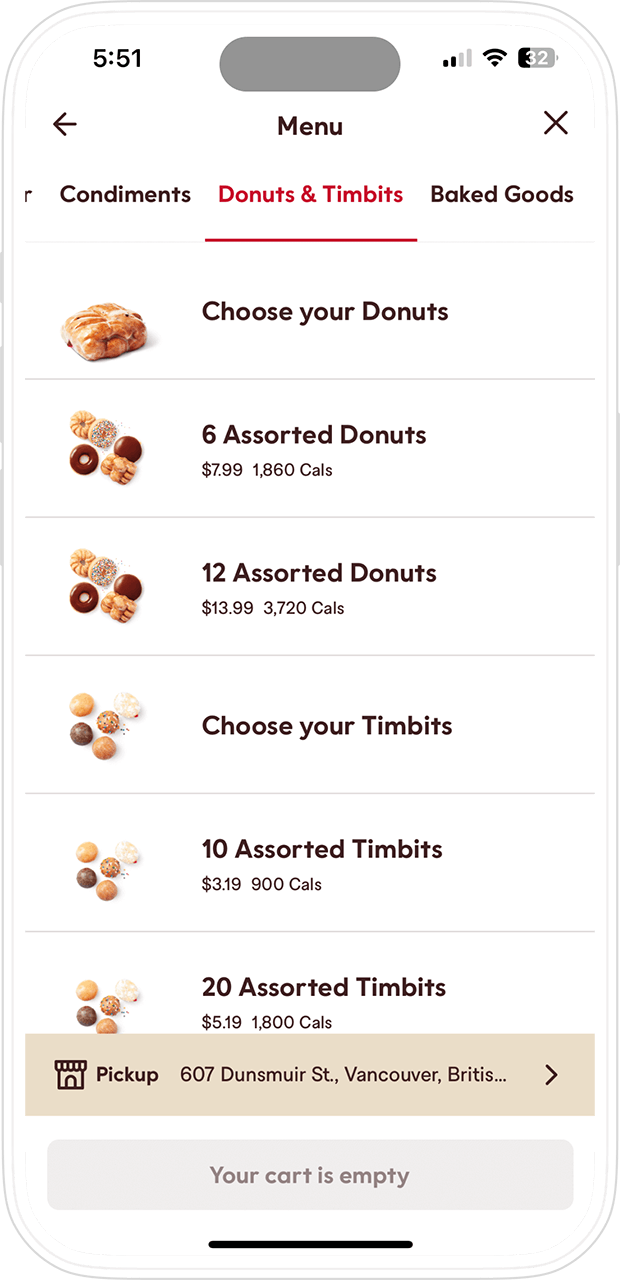 5:51
32
Menu
r Condiments Donuts & Timbits Baked Goods
Choose your Donuts
6 Assorted Donuts
$7.99 1,860 Cals
12 Assorted Donuts
$13.99 3,720 Cals
Choose your Timbits
10 Assorted Timbits
$3.19 900 Cals
20 Assorted Timbits
$5.19 1,800 Cals
Pickup 607 Dunsmuir St., Vancouver, Britis...
Your cart is empty